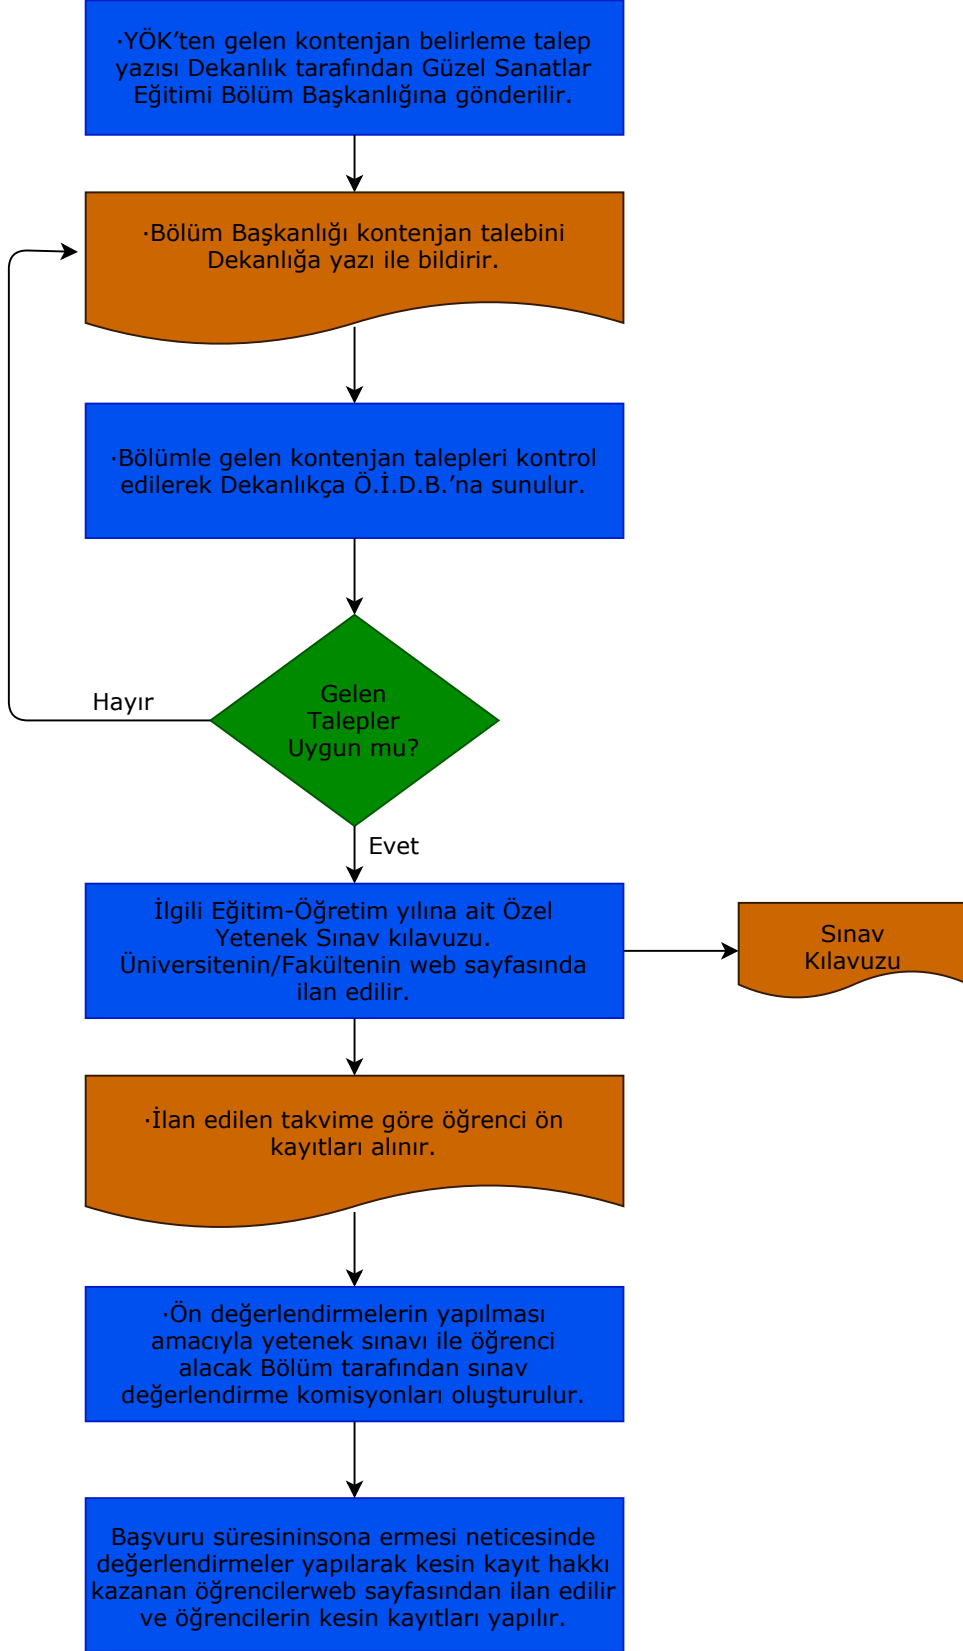 ·YÖK’ten gelen kontenjan belirleme talep
yazısı Dekanlık tarafından Güzel Sanatlar
Eğitimi Bölüm Başkanlığına gönderilir.
·Bölüm Başkanlığı kontenjan talebini
Dekanlığa yazı ile bildirir.
·Bölümle gelen kontenjan talepleri kontrol
edilerek Dekanlıkça Ö.İ.D.B.’na sunulur.
Gelen
Talepler
Uygun mu?
Hayır
Evet
İlgili Eğitim-Öğretim yılına ait Özel
Yetenek Sınav kılavuzu.
Üniversitenin/Fakültenin web sayfasında
ilan edilir.
Sınav
Kılavuzu
·İlan edilen takvime göre öğrenci ön
kayıtları alınır.
·Ön değerlendirmelerin yapılması
amacıyla yetenek sınavı ile öğrenci
alacak Bölüm tarafından sınav
değerlendirme komisyonları oluşturulur.
Başvuru süresininsona ermesi neticesinde
değerlendirmeler yapılarak kesin kayıt hakkı
kazanan öğrencilerweb sayfasından ilan edilir
ve öğrencilerin kesin kayıtları yapılır.